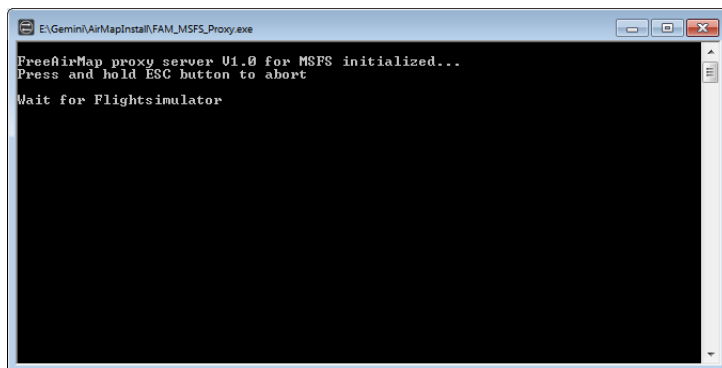 E:\Gemini\AirMapInstall\FAM_MSFS_Proxy.exe
FreeAirMap proxy server V1.0 for MSFS initialized...
Press and hold ESC button to abort
Wait for Flightsimulator